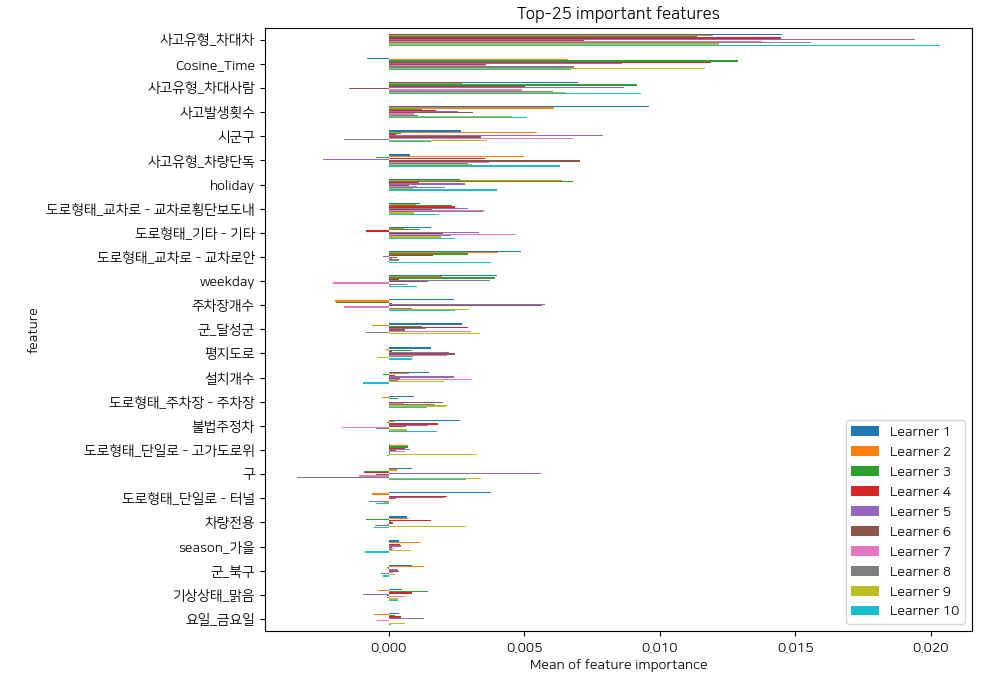 Top-25 important features
사고유형_차대차
Cosine_Time
사고유형_차대사람
사고발생횟수
시군구
사고유형_차량단독
holiday
도로형태_교차로 - 교차로횡단보도내
도로형태_기타 - 기타
도로형태_교차로 - 교차로안
weekday
주차장개수
군_달성군
평지도로
설치개수
도로형태_주차장 - 주차장
불법주정차
도로형태_단일로 - 고가도로위
구
도로형태_단일로 - 터널
차량전용
season_가을
군_북구
기상상태_맑음
요일_금요일
feature
Learner 1
Learner 2
Learner 3
Learner 4
Learner 5
Learner 6
Learner 7
Learner 8
Learner 9
Learner 10
0.000 0.005 0.010 0.015 0.020
Mean of feature importance